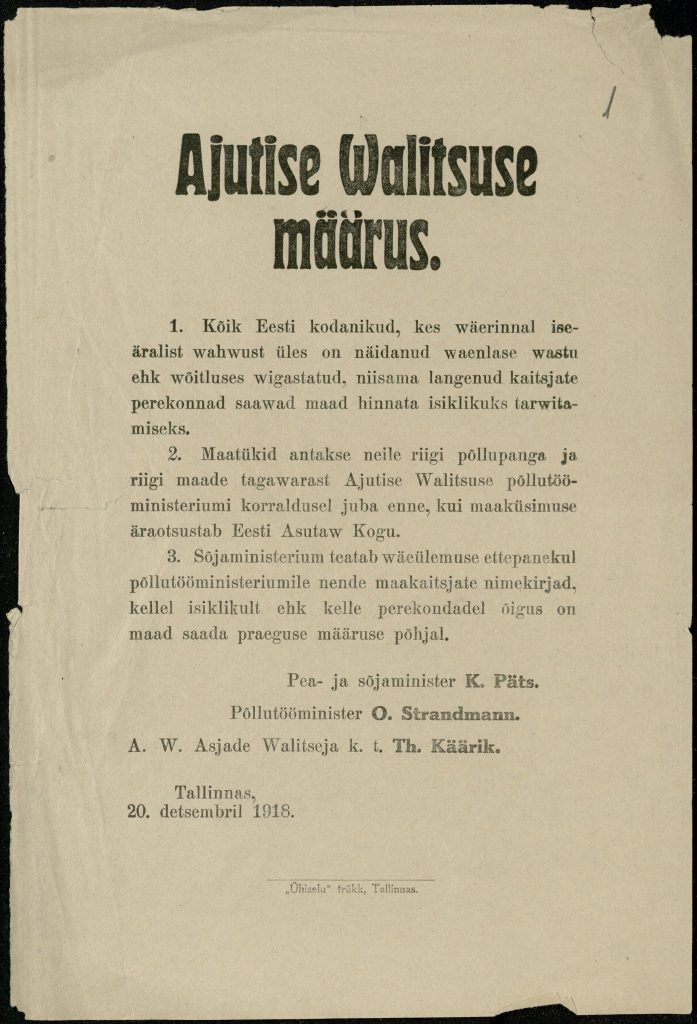 1
Ajutise Walitsuse
määrus.
1. Kõik Eesti kodanikud, kes wäerinnal ise-
äralist wahwust üles on näidanud waenlase wastu
ehk wõitluses wigastatud, niisama langenud kaitsjate
perekonnad saawad maad hinnata isiklikuks tarwita-
miseks.
2. Maatükid antakse neile riigi põllupanga ja
riigi maade tagawarast Ajutise Walitsuse põllutöö-
ministeriumi korraldusel juba enne, kui maaküsimuse
äraotsustab Eesti Asutaw Kogu.
3. Sõjaministerium teatab wäeülemuse ettepanekul
põllutööministeriumile nende maakaitsjate nimekirjad,
kellel isiklikult ehk kelle perekondadel õigus on
maad saada praeguse määruse põhjal.
Pea- ja sõjaminister K. Päts.
Põllutööminister O. Strandmann.
A. W. Asjade Walitseja k. t. Th. Käärik.
Tallinnas,
20. detsembril 1918.
„Ühiselu" trükk, Tallinnas.